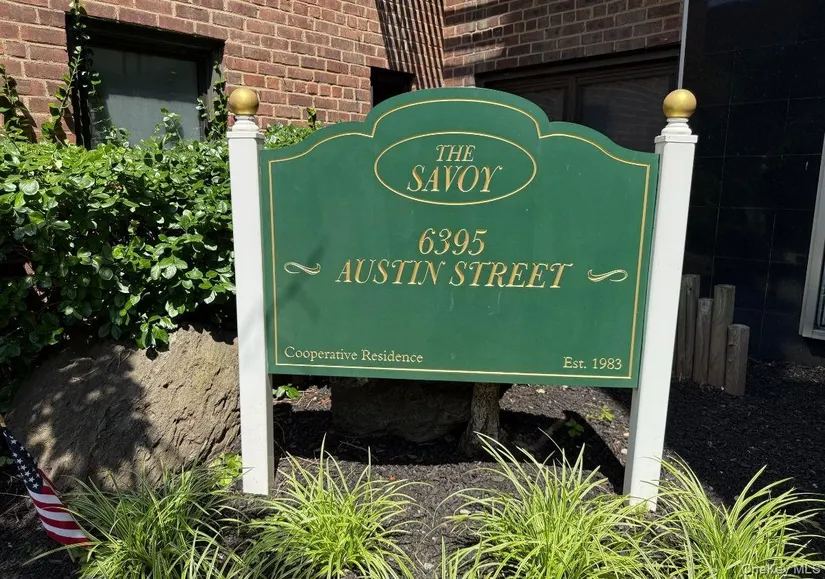 THE
SAVOY
6395
AUSTIN STREET
Cooperative Residence
Est. 1983
OneKey MLS